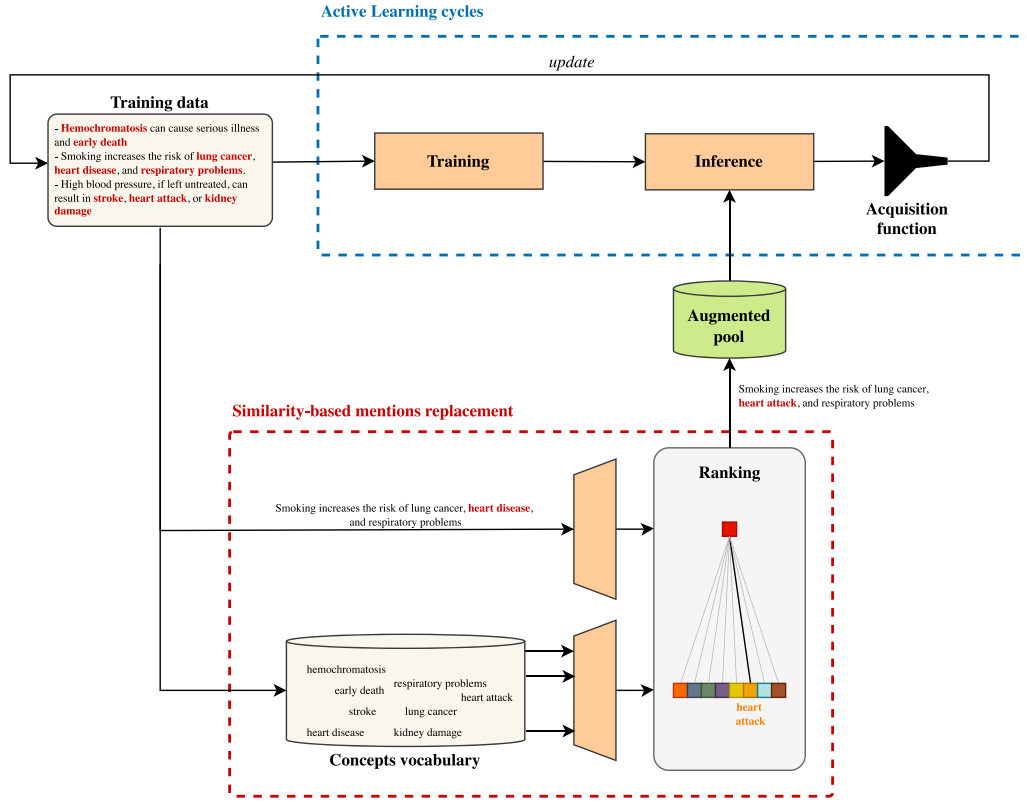 Active Learning cycles
update
Training data
- Hemochromatosis can cause serious illness
and early death
- Smoking increases the risk of lung cancer,
heart disease, and respiratory problems.
- High blood pressure, if left untreated, can
result in stroke, heart attack, or kidney
damage
Training
Inference
Acquisition
function
Augmented
pool
Smoking increases the risk of lung cancer,
heart attack, and respiratory problems
Similarity-based mentions replacement
Ranking
Smoking increases the risk of lung cancer, heart disease,
and respiratory problems
hemochromatosis
respiratory problems
early death
heart attack
stroke
lung cancer
heart disease
kidney damage
heart
attack
Concepts vocabulary